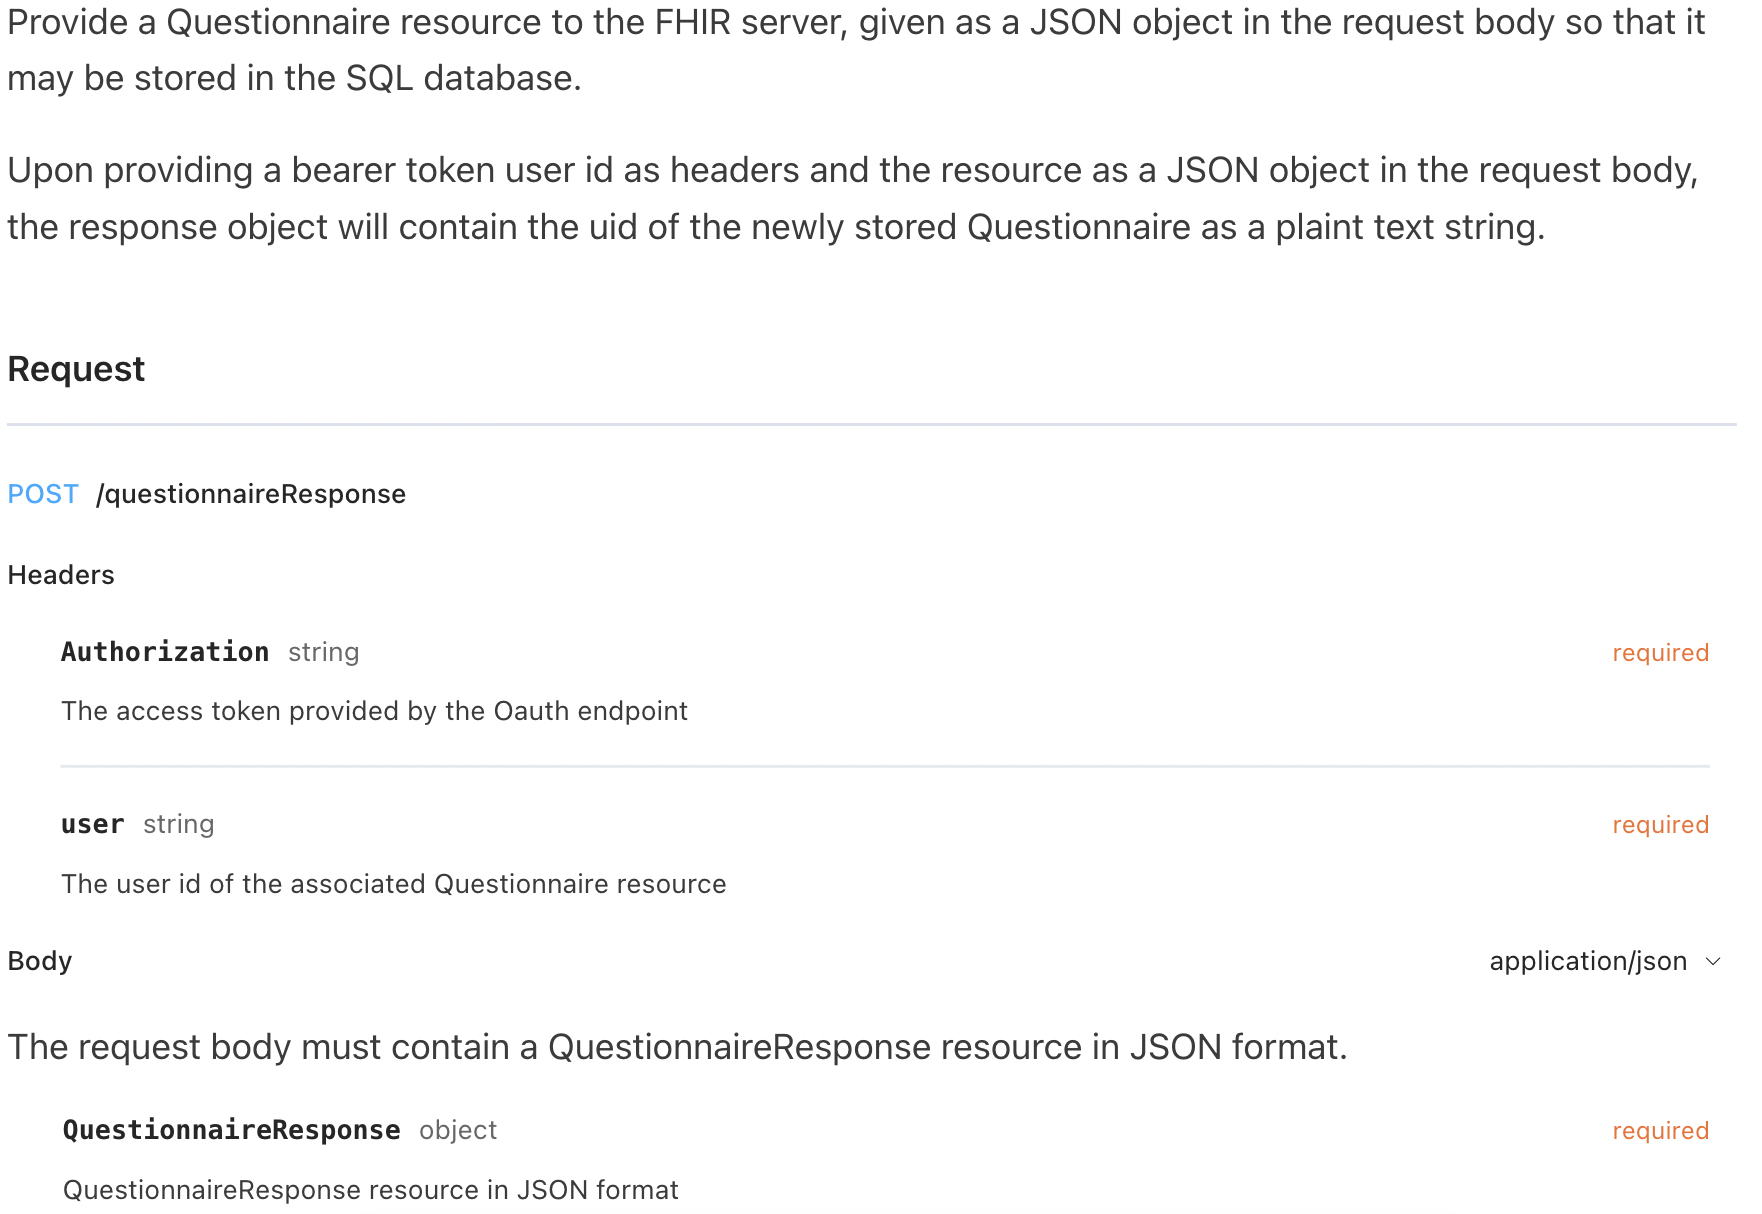 Provide a Questionnaire resource to the FHIR server, given as a JSON object in the request body so that it
may be stored in the SQL database.
Upon providing a bearer token user id as headers and the resource as a JSON object in the request body,
the response object will contain the uid of the newly stored Questionnaire as a plaint text string.
Request
POST /questionnaireResponse
Headers
Authorization string required
The access token provided by the Oauth endpoint
user string required
The user id of the associated Questionnaire resource
Body application/json
The request body must contain a QuestionnaireResponse resource in JSON format.
QuestionnaireResponse object required
QuestionnaireResponse resource in JSON format